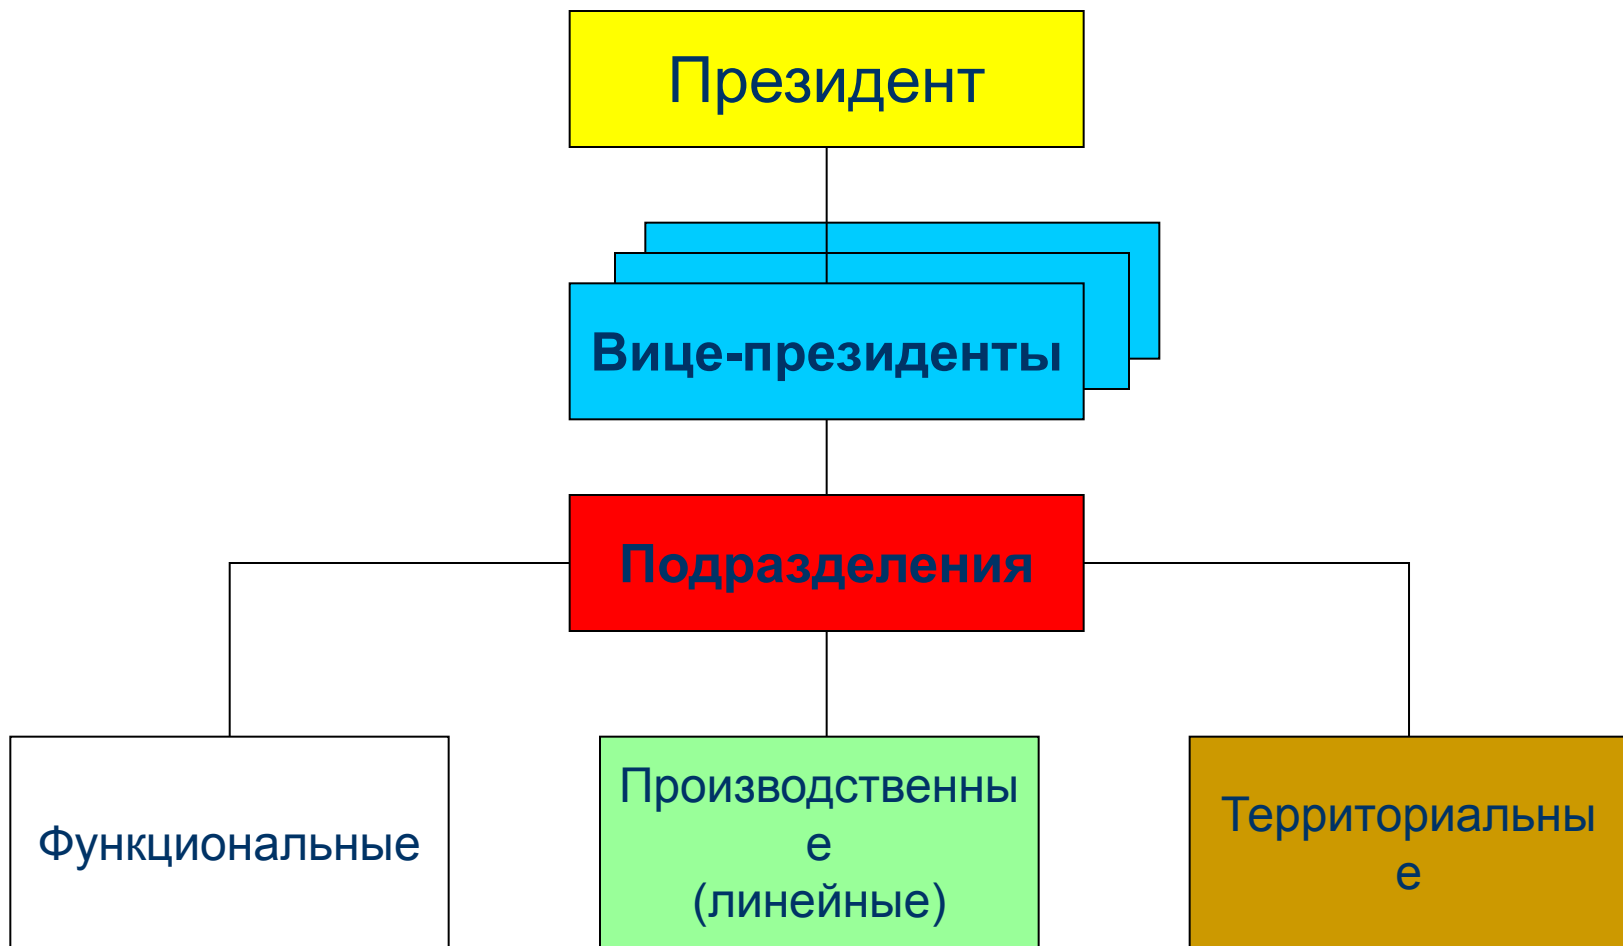 Президент
Вице-президенты
Подразделения
Функциональные
Производственны
е
(линейные)
Территориальны
е